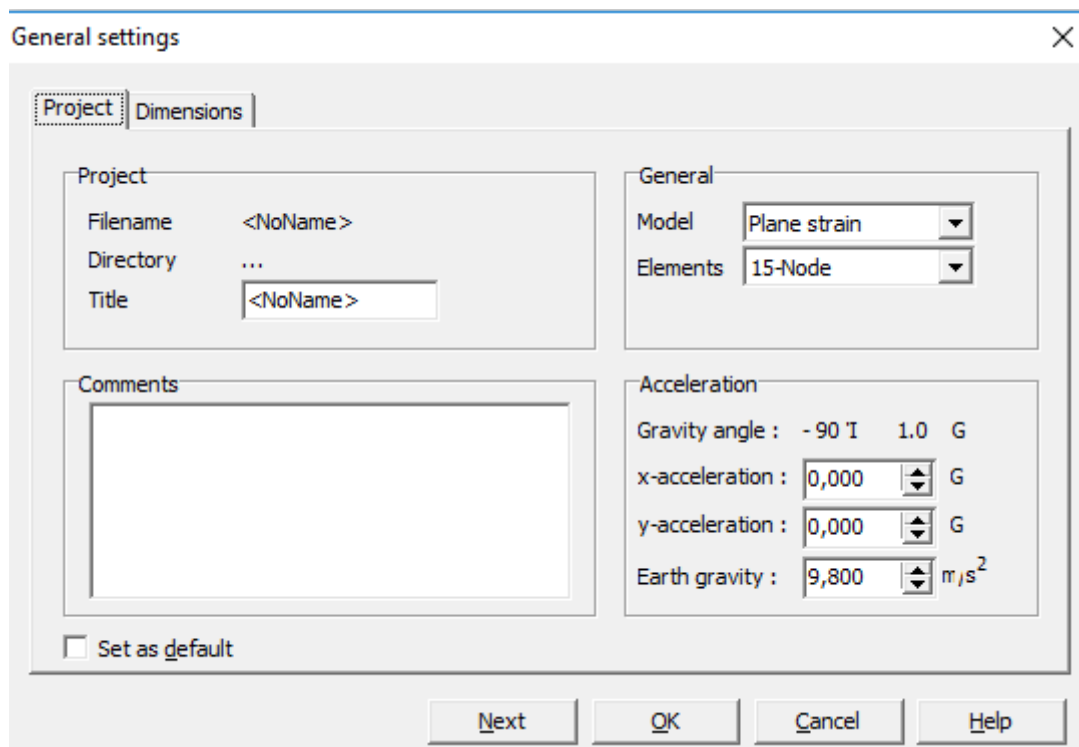 General settings
Project
Dimensions
Project
Filename <NoName>
Directory ...
Title <NoName>
General
Model Plane strain
Elements 15-Node
Comments
Acceleration
Gravity angle : - 90 'I 1.0 G
x-acceleration : 0,000 G
y-acceleration : 0,000 G
Earth gravity : 9,800 m/s²
Set as default
Next
OK
Cancel
Help